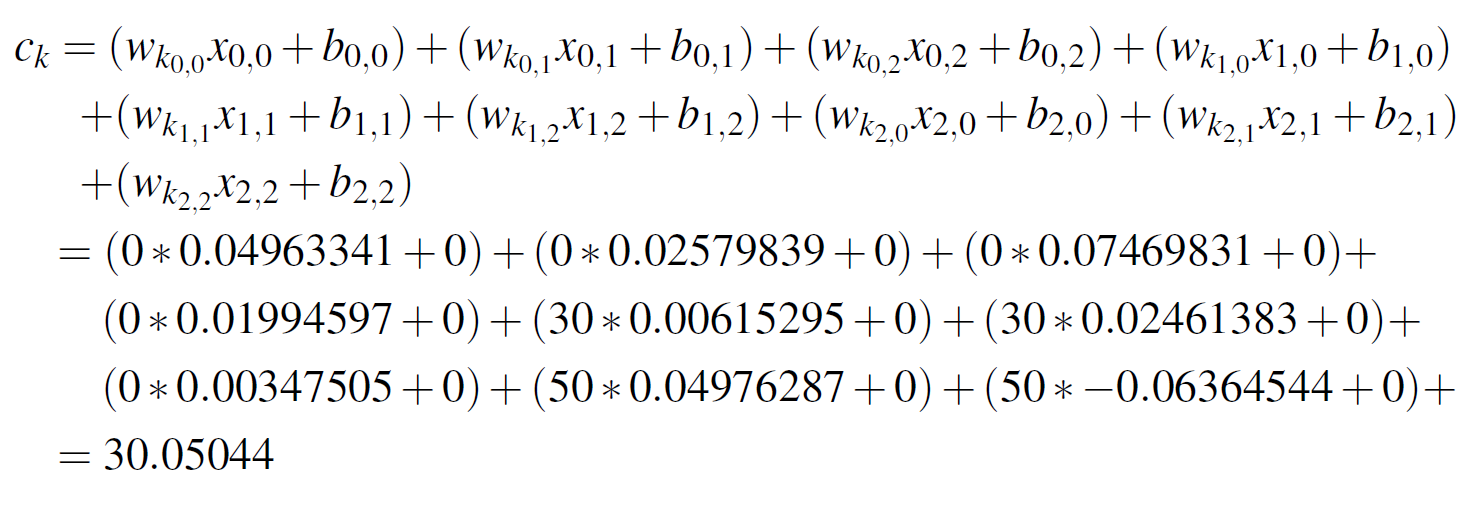 c_k = (w_{k_{0,0}}x_{0,0} + b_{0,0}) + (w_{k_{0,1}}x_{0,1} + b_{0,1}) + (w_{k_{0,2}}x_{0,2} + b_{0,2}) + (w_{k_{1,0}}x_{1,0} + b_{1,0})
+(w_{k_{1,1}}x_{1,1} + b_{1,1}) + (w_{k_{1,2}}x_{1,2} + b_{1,2}) + (w_{k_{2,0}}x_{2,0} + b_{2,0}) + (w_{k_{2,1}}x_{2,1} + b_{2,1})
+(w_{k_{2,2}}x_{2,2} + b_{2,2})
= (0 * 0.04963341 + 0) + (0 * 0.02579839 + 0) + (0 * 0.07469831 + 0)+
(0 * 0.01994597 + 0) + (30 * 0.00615295 + 0) + (30 * 0.02461383 + 0)+
(0 * 0.00347505 + 0) + (50 * 0.04976287 + 0) + (50 * −0.06364544 + 0)+
= 30.05044